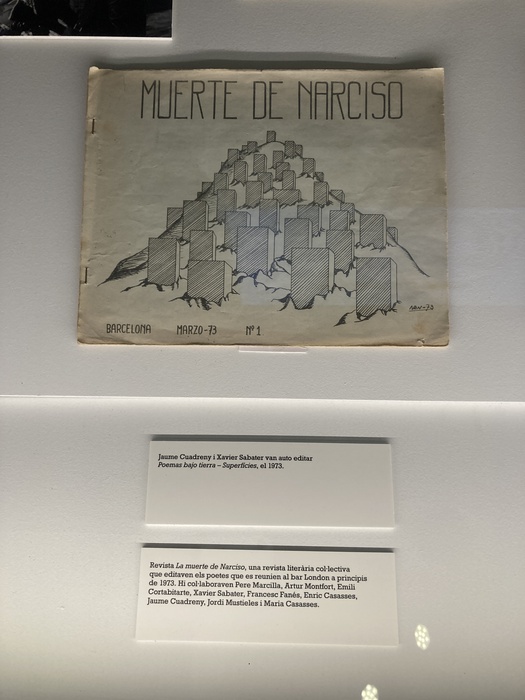 MUERTE DE NARCISO
BARCELONA MARZO-73 Nº 1
Jaume Cuadreny i Xavier Sabater van auto editar
Poemas bajo tierra – Superfícies, el 1973.
Revista La muerte de Narciso, una revista literària col·lectiva
que editaven els poetes que es reunien al bar London a principis
de 1973. Hi col·laboraven Pere Marcilla, Artur Montfort, Emili
Cortabitarte, Xavier Sabater, Francesc Fanés, Enric Casasses,
Jaume Cuadreny, Jordi Mustieles i Maria Casasses.